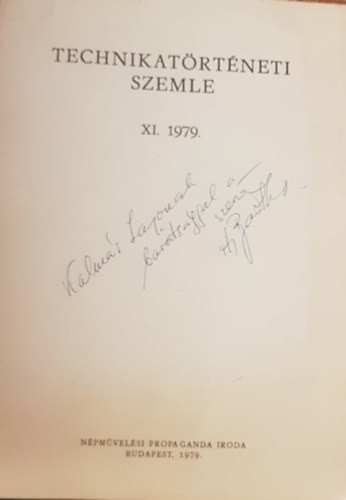 TECHNIKATÖRTÉNETI
SZEMLE
XI. 1979.
Kalmár Lajosnak
barátsággal a
szerző
NÉPMŰVELÉSI PROPAGANDA IRODA
BUDAPEST, 1979.